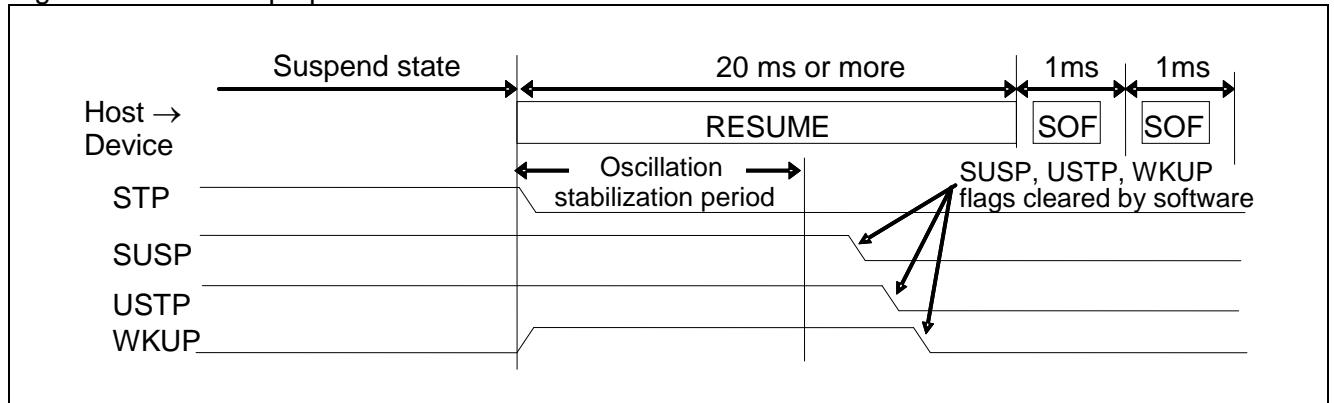 Suspend state
20 ms or more
1ms
1ms
Host →
Device
RESUME
SOF
SOF
Oscillation
stabilization period
SUSP, USTP, WKUP
flags cleared by software
STP
SUSP
USTP
WKUP